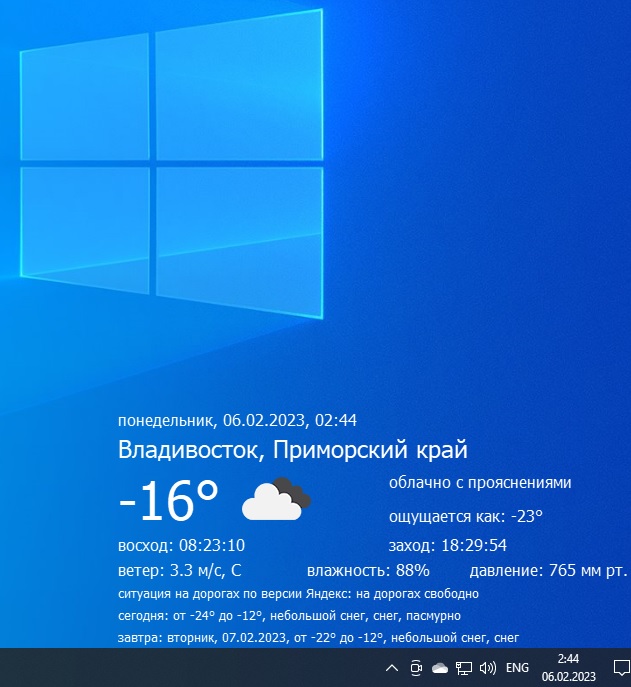 понедельник, 06.02.2023, 02:44
Владивосток, Приморский край
-16° облачно с прояснениями
ощущается как: -23°
восход: 08:23:10 заход: 18:29:54
ветер: 3.3 м/с, С влажность: 88% давление: 765 мм рт.
ситуация на дорогах по версии Яндекс: на дорогах свободно
сегодня: от -24° до -12°, небольшой снег, снег, пасмурно
завтра: вторник, 07.02.2023, от -22° до -12°, небольшой снег, снег
ENG 2:44
06.02.2023